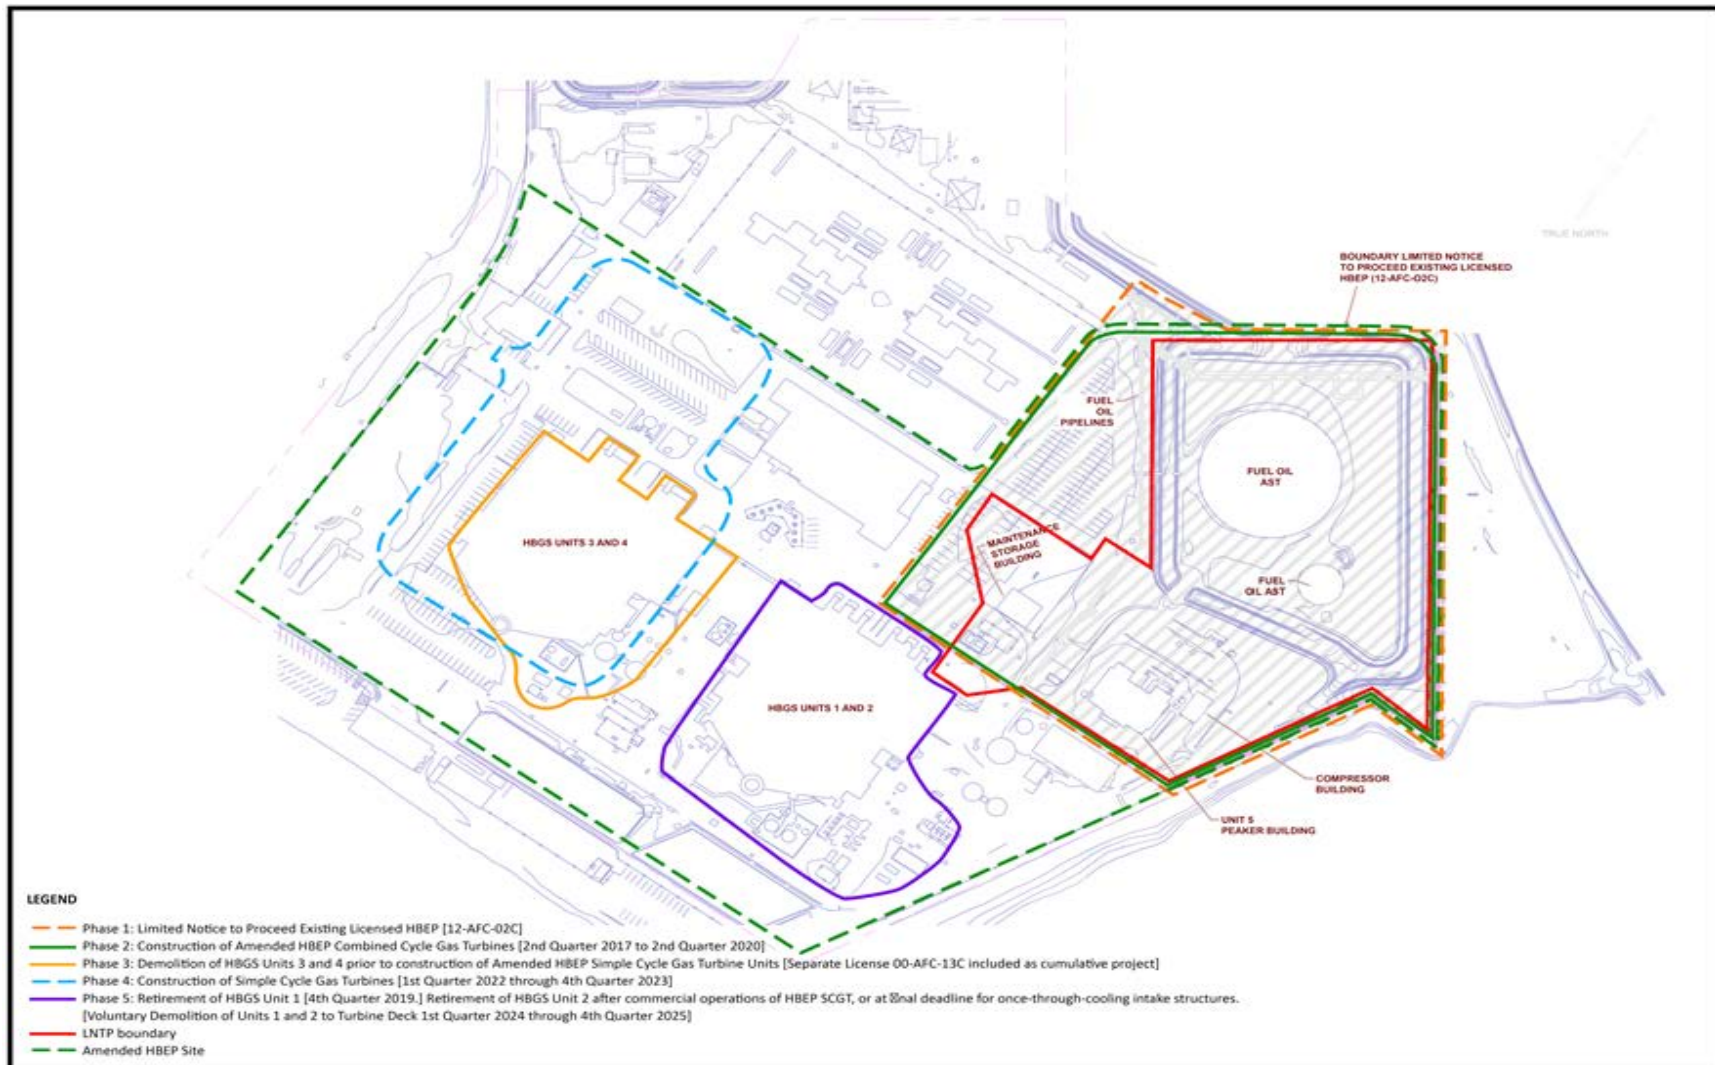 TRUE NORTH
BOUNDARY LIMITED NOTICE
TO PROCEED EXISTING LICENSED
HBEP (12-AFC-02C)
FUEL
OIL
PIPELINES
FUEL OIL
AST
MAINTENANCE
STORAGE
BUILDING
HBGS UNITS 3 AND 4
FUEL
OIL AST
HBGS UNITS 1 AND 2
COMPRESSOR
BUILDING
UNIT 5
PEAKER BUILDING
LEGEND
Phase 1: Limited Notice to Proceed Existing Licensed HBEP [12-AFC-02C]
Phase 2: Construction of Amended HBEP Combined Cycle Gas Turbines [2nd Quarter 2017 to 2nd Quarter 2020]
Phase 3: Demolition of HBGS Units 3 and 4 prior to construction of Amended HBEP Simple Cycle Gas Turbine Units [Separate License 00-AFC-13C included as cumulative project]
Phase 4: Construction of Simple Cycle Gas Turbines [1st Quarter 2022 through 4th Quarter 2023]
Phase 5: Retirement of HBGS Unit 1 [4th Quarter 2019.] Retirement of HBGS Unit 2 after commercial operations of HBEP SCGT, or at nal deadline for once-through-cooling intake structures.
[Voluntary Demolition of Units 1 and 2 to Turbine Deck 1st Quarter 2024 through 4th Quarter 2025]
LNTP boundary
Amended HBEP Site